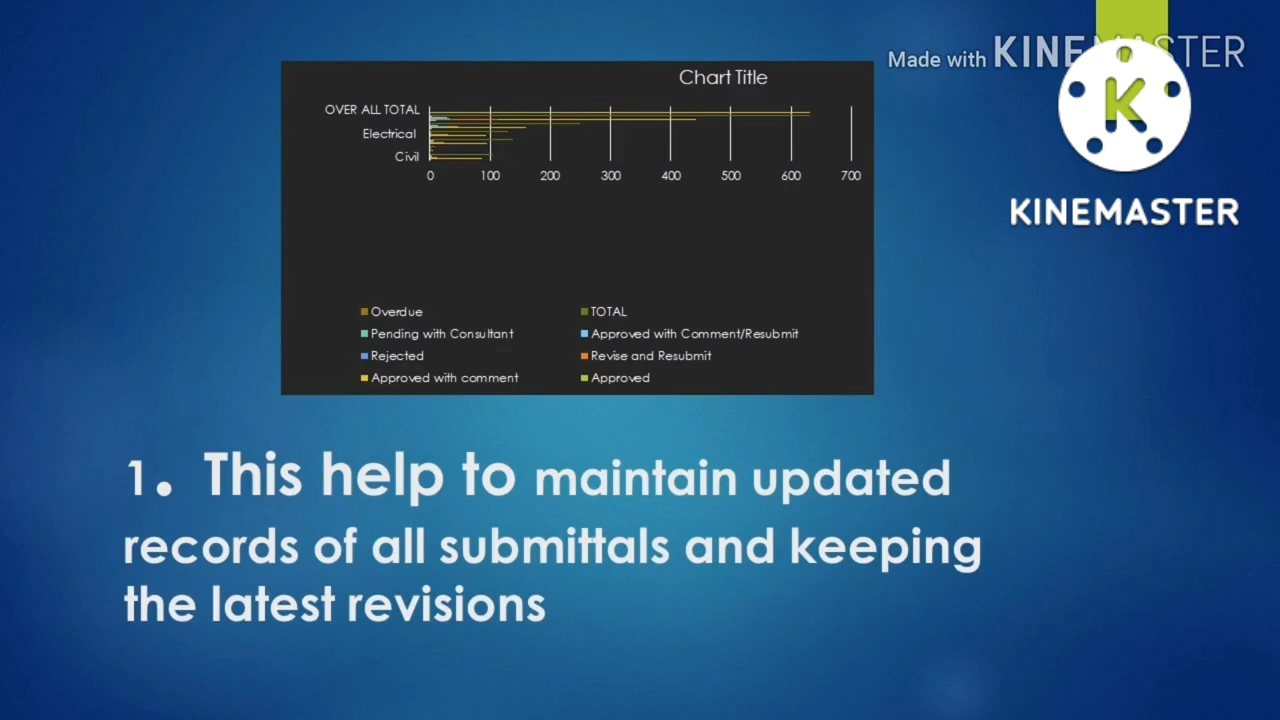 Made with KINEMASTER
Chart Title
OVER ALL TOTAL
Electrical
Civil
0 100 200 300 400 500 600 700
KINEMASTER
Overdue TOTAL
Pending with Consultant Approved with Comment/Resubmit
Rejected Revise and Resubmit
Approved with comment Approved
1. This help to maintain updated
records of all submittals and keeping
the latest revisions